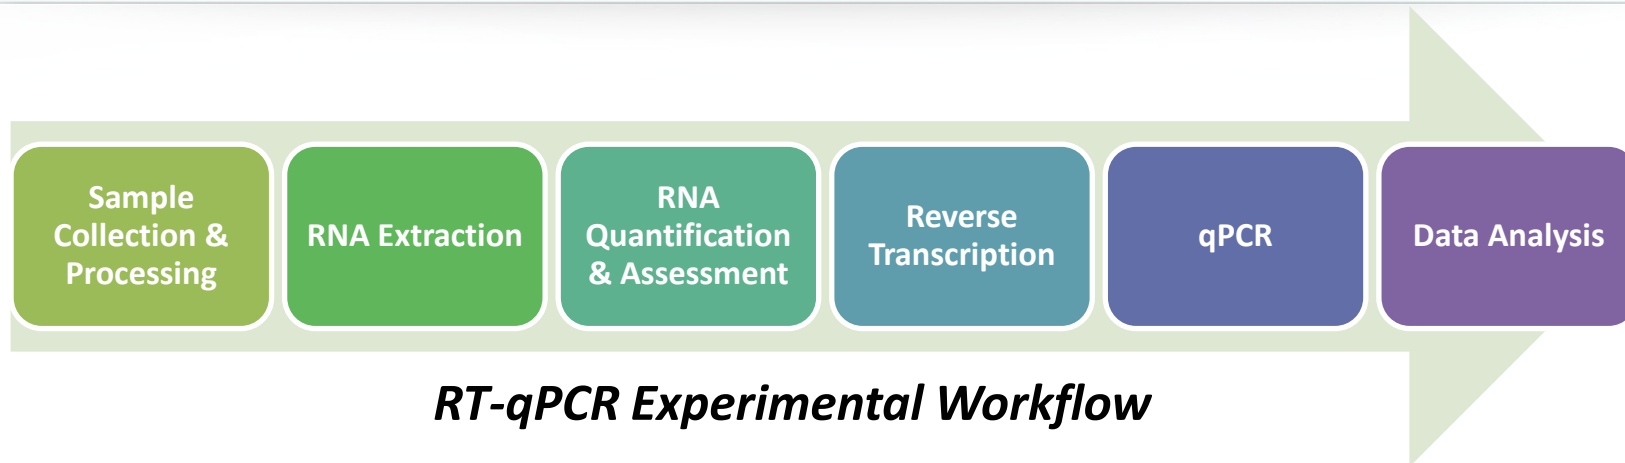 Sample
Collection &
Processing
RNA Extraction
RNA
Quantification
& Assessment
Reverse
Transcription
qPCR
Data Analysis
RT-qPCR Experimental Workflow